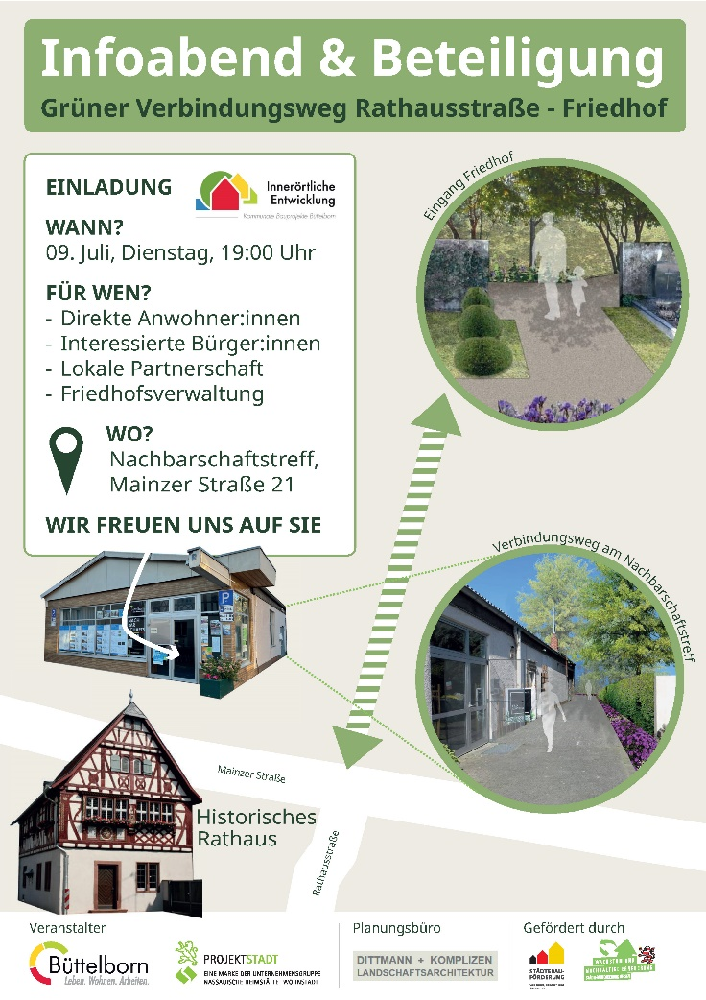 Infoabend & Beteiligung
Grüner Verbindungsweg Rathausstraße - Friedhof
EINLADUNG
Innerörtliche
Entwicklung
Kommunale Bauprojekte Büttelborn
WANN?
09. Juli, Dienstag, 19:00 Uhr
FÜR WEN?
- Direkte Anwohner:innen
- Interessierte Bürger:innen
- Lokale Partnerschaft
- Friedhofsverwaltung
WO?
Nachbarschaftstreff,
Mainzer Straße 21
WIR FREUEN UNS AUF SIE
Eingang Friedhof
Verbindungsweg am Nachbarschaftstreff
P
Mainzer Straße
Historisches
Rathaus
Rathausstraße
Veranstalter
Büttelborn
Leben. Wohnen. Arbeiten.
PROJEKTSTADT
EINE MARKE DER UNTERNEHMENSGRUPPE
NASSAUISCHE HEIMSTÄTTE WOHNSTADT
Planungsbüro
DITTMANN + KOMPLIZEN
LANDSCHAFTSARCHITEKTUR
Gefördert durch
STÄDTEBAU-
FÖRDERUNG
WACHSTUM UND
NACHHALTIGE ERNEUERUNG